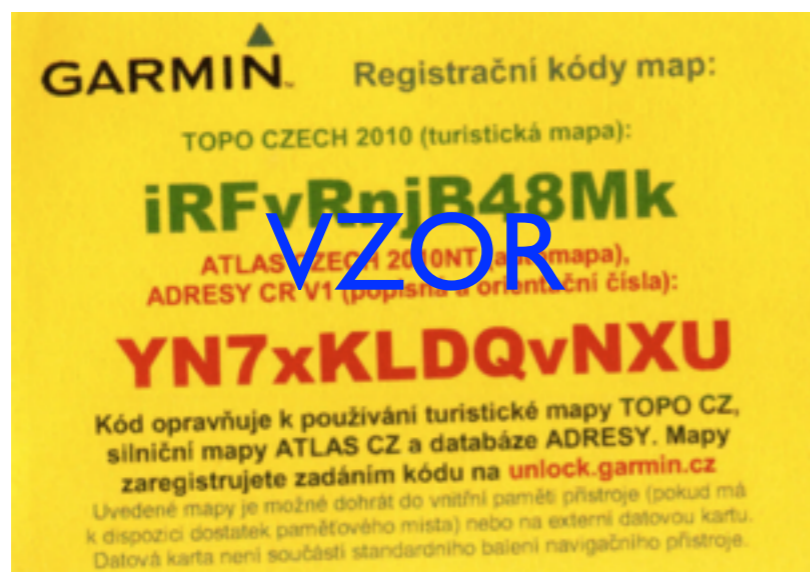 GARMIN™
Registrační kódy map:
TOPO CZECH 2010 (turistická mapa):
iRFvRnjB48Mk
VZOR
ATLAS CZECH 2010NT (automapa),
ADRESY CR V1 (popisná a orientační čísla):
YN7xKLDQvNXU
Kód opravňuje k používání turistické mapy TOPO CZ,
silniční mapy ATLAS CZ a databáze ADRESY. Mapy
zaregistrujete zadáním kódu na unlock.garmin.cz
Uvedené mapy je možné dohrát do vnitřní paměti přístroje (pokud má
k dispozici dostatek paměťového místa) nebo na externí datovou kartu.
Datová karta není součástí standardního balení navigačního přístroje.